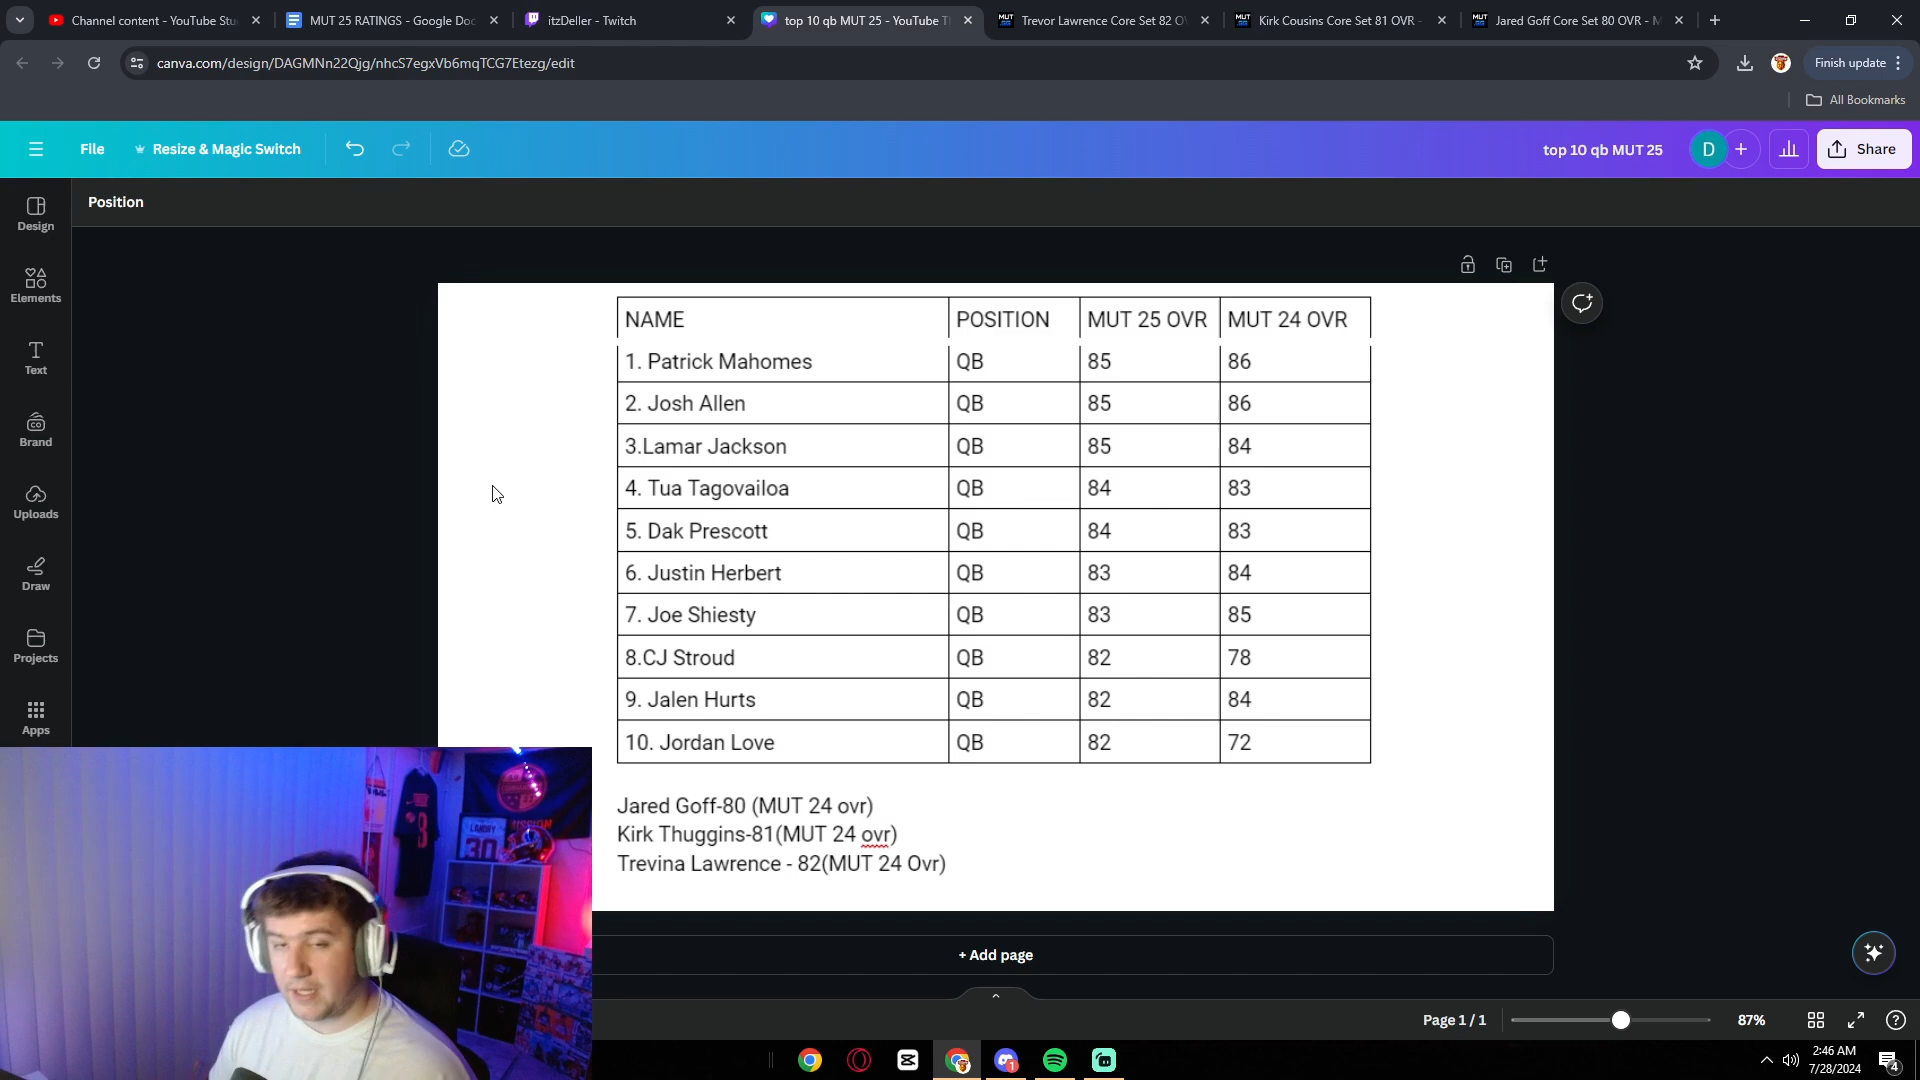 Channel content - YouTube Stu
MUT 25 RATINGS - Google Doc
itzDeller - Twitch
top 10 qb MUT 25 - YouTube T
Trevor Lawrence Core Set 82 O
Kirk Cousins Core Set 81 OVR -
Jared Goff Core Set 80 OVR - M
canva.com/design/DAGMNn22Qjg/nhcS7egxVb6mqTCG7Etezg/edit
Finish update
All Bookmarks
File
Resize & Magic Switch
top 10 qb MUT 25
D
Share
Position
Design
Elements
Text
Brand
Uploads
Draw
Projects
Apps
NAME POSITION MUT 25 OVR MUT 24 OVR
1. Patrick Mahomes QB 85 86
2. Josh Allen QB 85 86
3.Lamar Jackson QB 85 84
4. Tua Tagovailoa QB 84 83
5. Dak Prescott QB 84 83
6. Justin Herbert QB 83 84
7. Joe Shiesty QB 83 85
8.CJ Stroud QB 82 78
9. Jalen Hurts QB 82 84
10. Jordan Love QB 82 72
Jared Goff-80 (MUT 24 ovr)
Kirk Thuggins-81(MUT 24 ovr)
Trevina Lawrence - 82(MUT 24 Ovr)
LANDRY
30
+ Add page
Page 1 / 1
87%
2:46 AM
7/28/2024
4